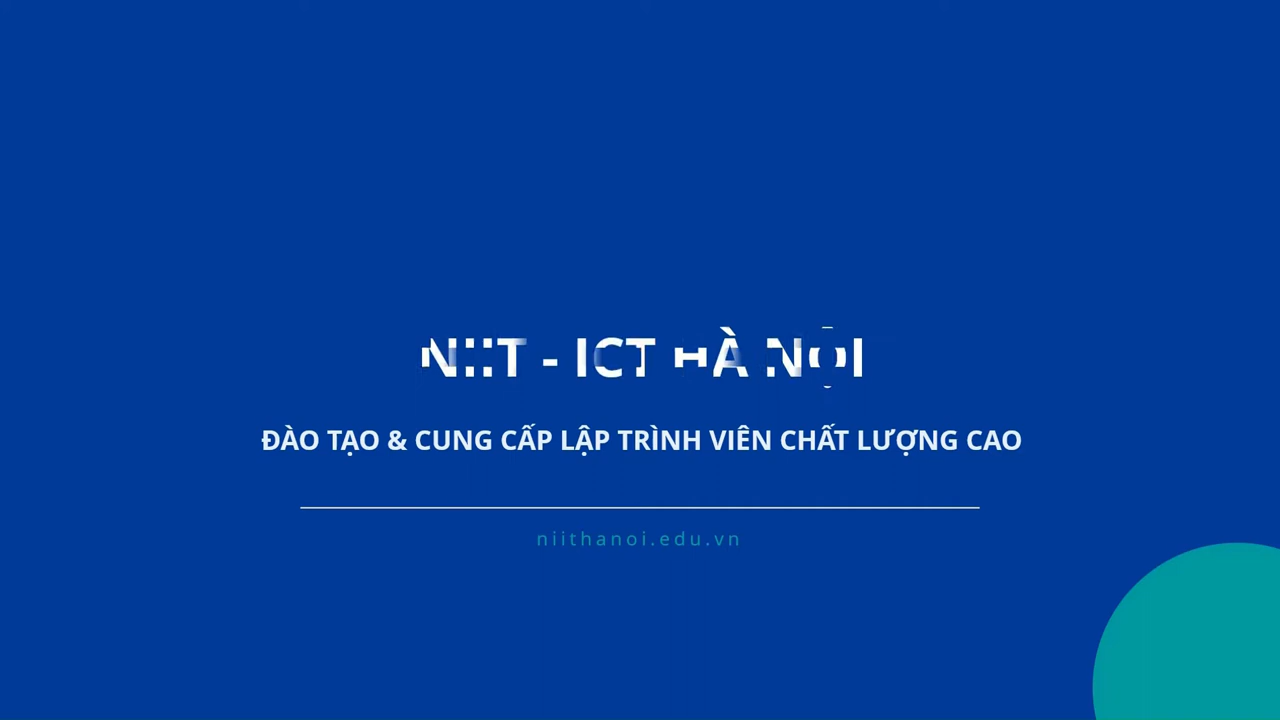 NIIT - ICT HÀ NỘI
ĐÀO TẠO & CUNG CẤP LẬP TRÌNH VIÊN CHẤT LƯỢNG CAO
niithanoi.edu.vn